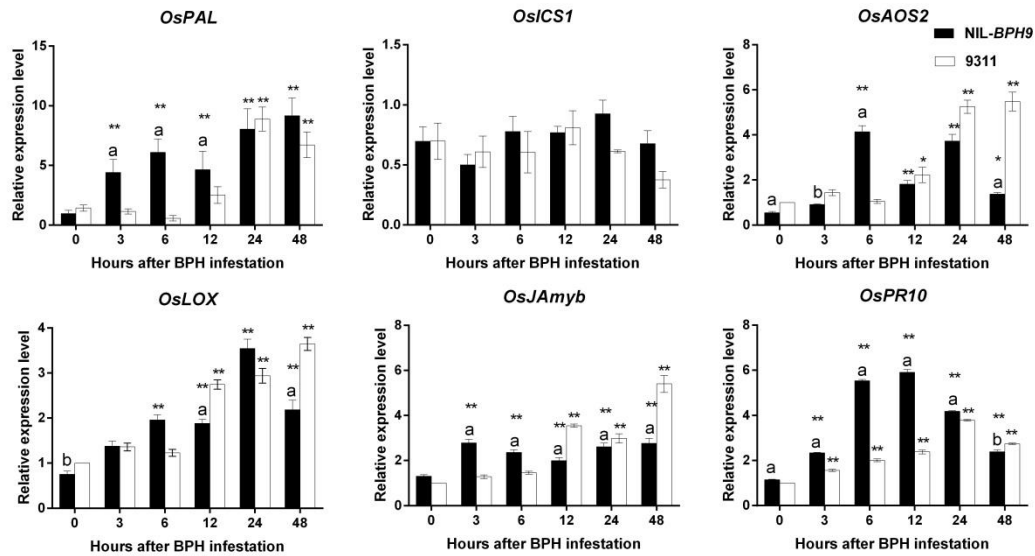 OsPAL
Relative expression level
15
10
5
0
**
a
**
a
**
a
**
**
**
**
0 3 6 12 24 48
Hours after BPH infestation
OsICS1
Relative expression level
1.5
1.0
0.5
0.0
0 3 6 12 24 48
Hours after BPH infestation
OsAOS2
NIL-BPH9
9311
Relative expression level
8
6
4
2
0
a
b
**
a
**
*
**
**
*
a
**
0 3 6 12 24 48
Hours after BPH infestation
OsLOX
Relative expression level
4
3
2
1
0
b
**
**
a
**
**
**
**
a
**
0 3 6 12 24 48
Hours after BPH infestation
OsJAmyb
Relative expression level
8
6
4
2
0
**
a
**
a
**
a
**
**
a
**
**
a
**
0 3 6 12 24 48
Hours after BPH infestation
OsPR10
Relative expression level
8
6
4
2
0
a
**
a
**
**
a
**
**
a
**
**
a
**
**
b
**
0 3 6 12 24 48
Hours after BPH infestation